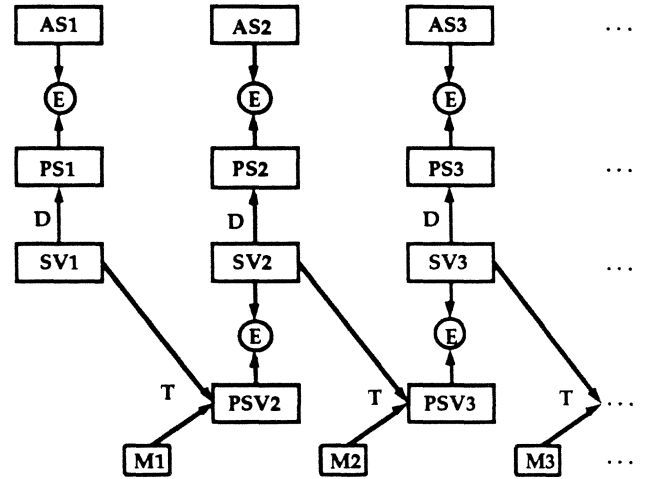 AS1 AS2 AS3 ...
E E E
PS1 PS2 PS3 ...
D D D
SV1 SV2 SV3 ...
E E
T PSV2 T PSV3 T ...
M1 M2 M3 ...